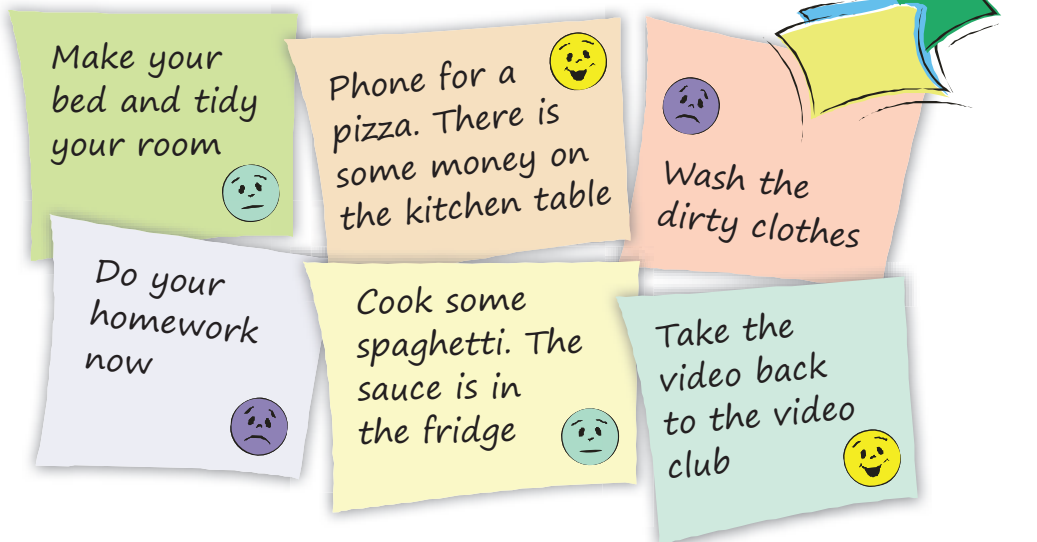 Make your
bed and tidy
your room
Phone for a
pizza. There is
some money on
the kitchen table
Wash the
dirty clothes
Do your
homework
now
Cook some
spaghetti. The
sauce is in
the fridge
Take the
video back
to the video
club